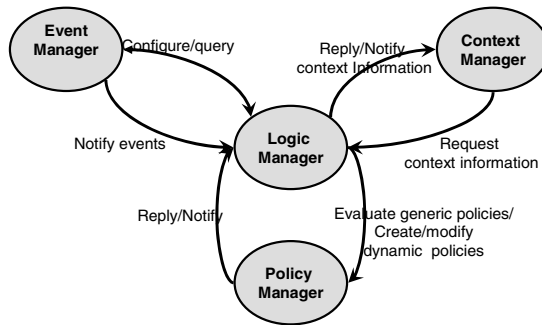 Event
Manager
Configure/query
Reply/Notify
context Information
Context
Manager
Notify events
Logic
Manager
Request
context information
Reply/Notify
Evaluate generic policies/
Create/modify
dynamic policies
Policy
Manager